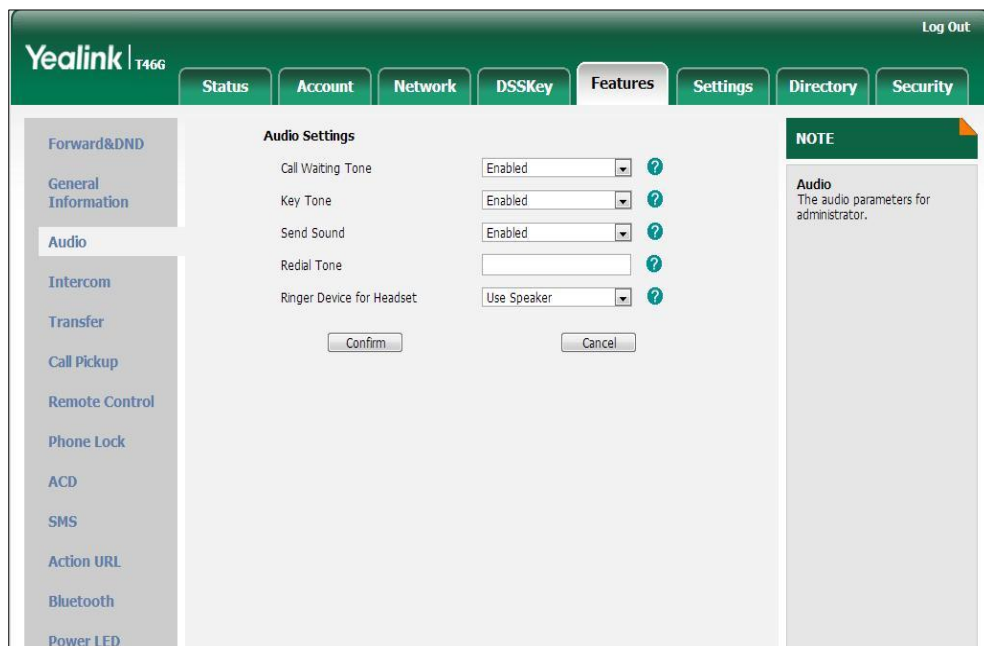 Log Out
Yealink | T46G
Status Account Network DSSKey Features Settings Directory Security
Forward&DND
General
Information
Audio
Intercom
Transfer
Call Pickup
Remote Control
Phone Lock
ACD
SMS
Action URL
Bluetooth
Power LED
Audio Settings
Call Waiting Tone Enabled ?
Key Tone Enabled ?
Send Sound Enabled ?
Redial Tone ?
Ringer Device for Headset Use Speaker ?
Confirm Cancel
NOTE
Audio
The audio parameters for
administrator.